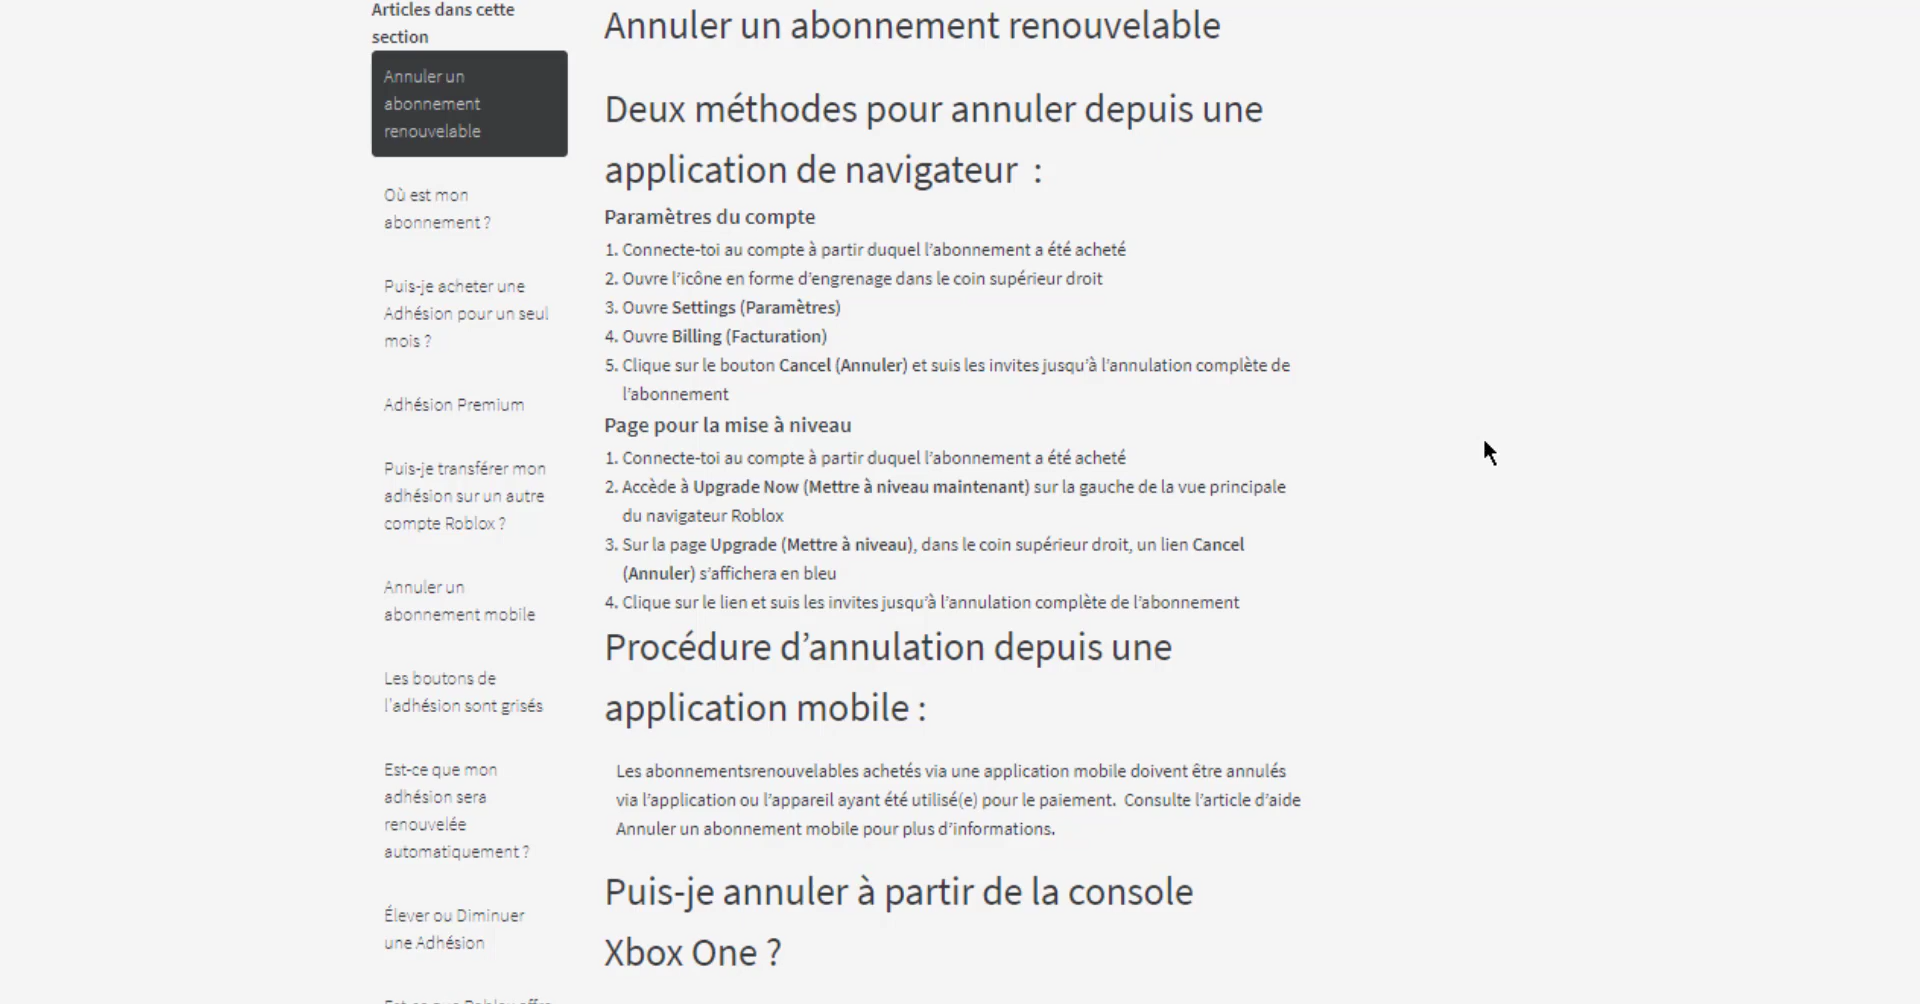 Articles dans cette
section
Annuler un
abonnement
renouvelable
Où est mon
abonnement ?
Puis-je acheter une
Adhésion pour un seul
mois ?
Adhésion Premium
Puis-je transférer mon
adhésion sur un autre
compte Roblox ?
Annuler un
abonnement mobile
Les boutons de
l'adhésion sont grisés
Est-ce que mon
adhésion sera
renouvelée
automatiquement ?
Élever ou Diminuer
une Adhésion
Est-ce que Roblox offre
Annuler un abonnement renouvelable
Deux méthodes pour annuler depuis une
application de navigateur :
Paramètres du compte
1. Connecte-toi au compte à partir duquel l’abonnement a été acheté
2. Ouvre l’icône en forme d’engrenage dans le coin supérieur droit
3. Ouvre Settings (Paramètres)
4. Ouvre Billing (Facturation)
5. Clique sur le bouton Cancel (Annuler) et suis les invites jusqu’à l’annulation complète de
l’abonnement
Page pour la mise à niveau
1. Connecte-toi au compte à partir duquel l’abonnement a été acheté
2. Accède à Upgrade Now (Mettre à niveau maintenant) sur la gauche de la vue principale
du navigateur Roblox
3. Sur la page Upgrade (Mettre à niveau), dans le coin supérieur droit, un lien Cancel
(Annuler) s’affichera en bleu
4. Clique sur le lien et suis les invites jusqu’à l’annulation complète de l’abonnement
Procédure d’annulation depuis une
application mobile :
Les abonnementsrenouvelables achetés via une application mobile doivent être annulés
via l’application ou l’appareil ayant été utilisé(e) pour le paiement. Consulte l’article d’aide
Annuler un abonnement mobile pour plus d’informations.
Puis-je annuler à partir de la console
Xbox One ?